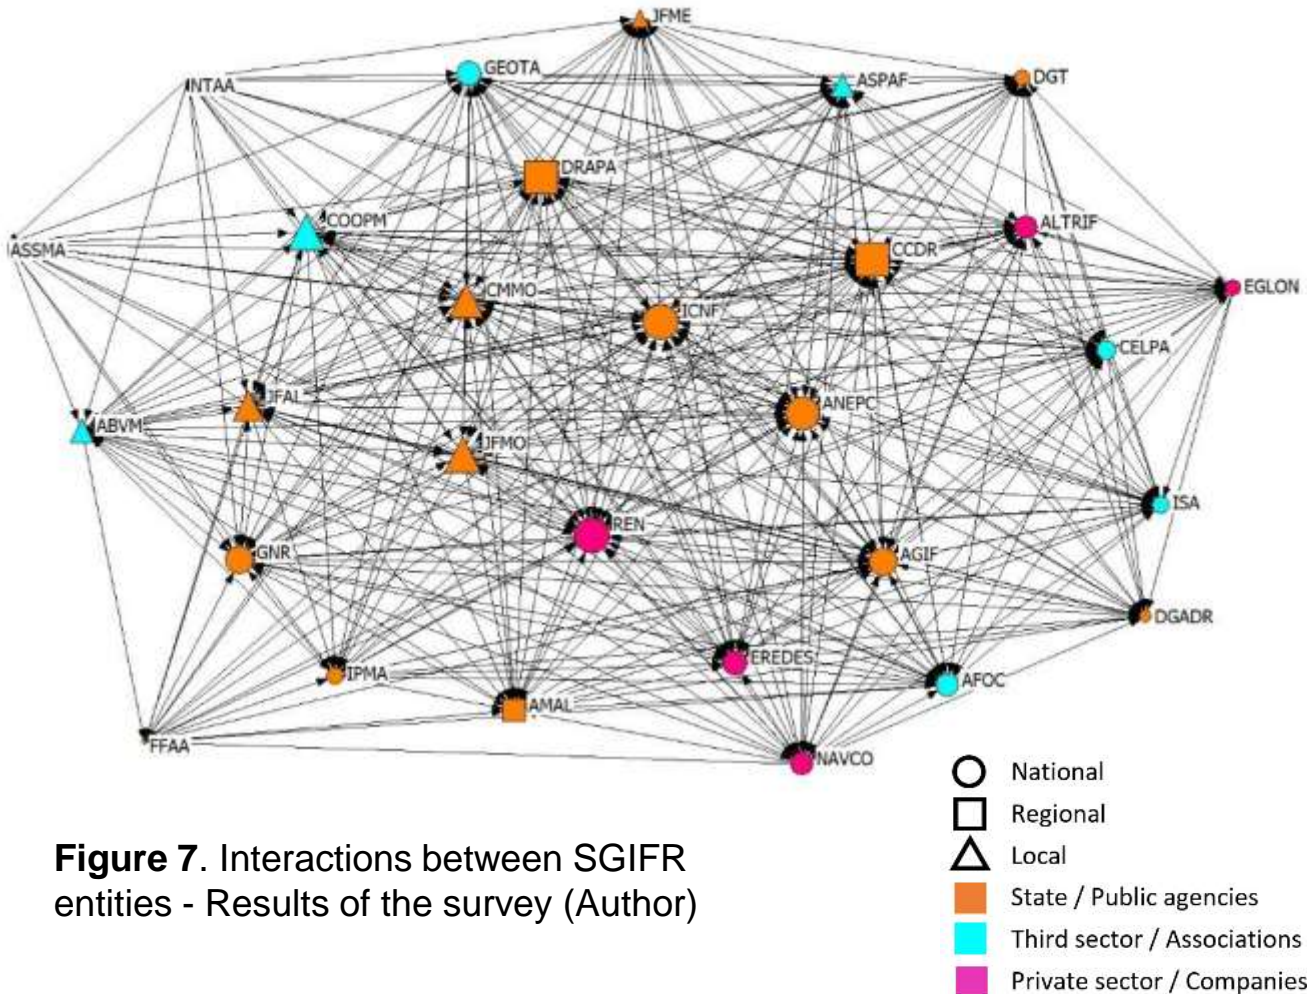 JFME
GEOTA
ASPAF
DGT
NTAA
DRAPA
COOPM
ALTRIF
ASSMA
CCDR
CMMO
ICNF
EGLON
CELPA
JFAL
ANEPC
ABVM
JFMO
ISA
REN
GNR
AGIF
DGADR
EREDES
IPMA
AFOC
AMAL
FFAA
NAVCO
National
Regional
Local
State / Public agencies
Third sector / Associations
Private sector / Companies
Figure 7. Interactions between SGIFR
entities - Results of the survey (Author)